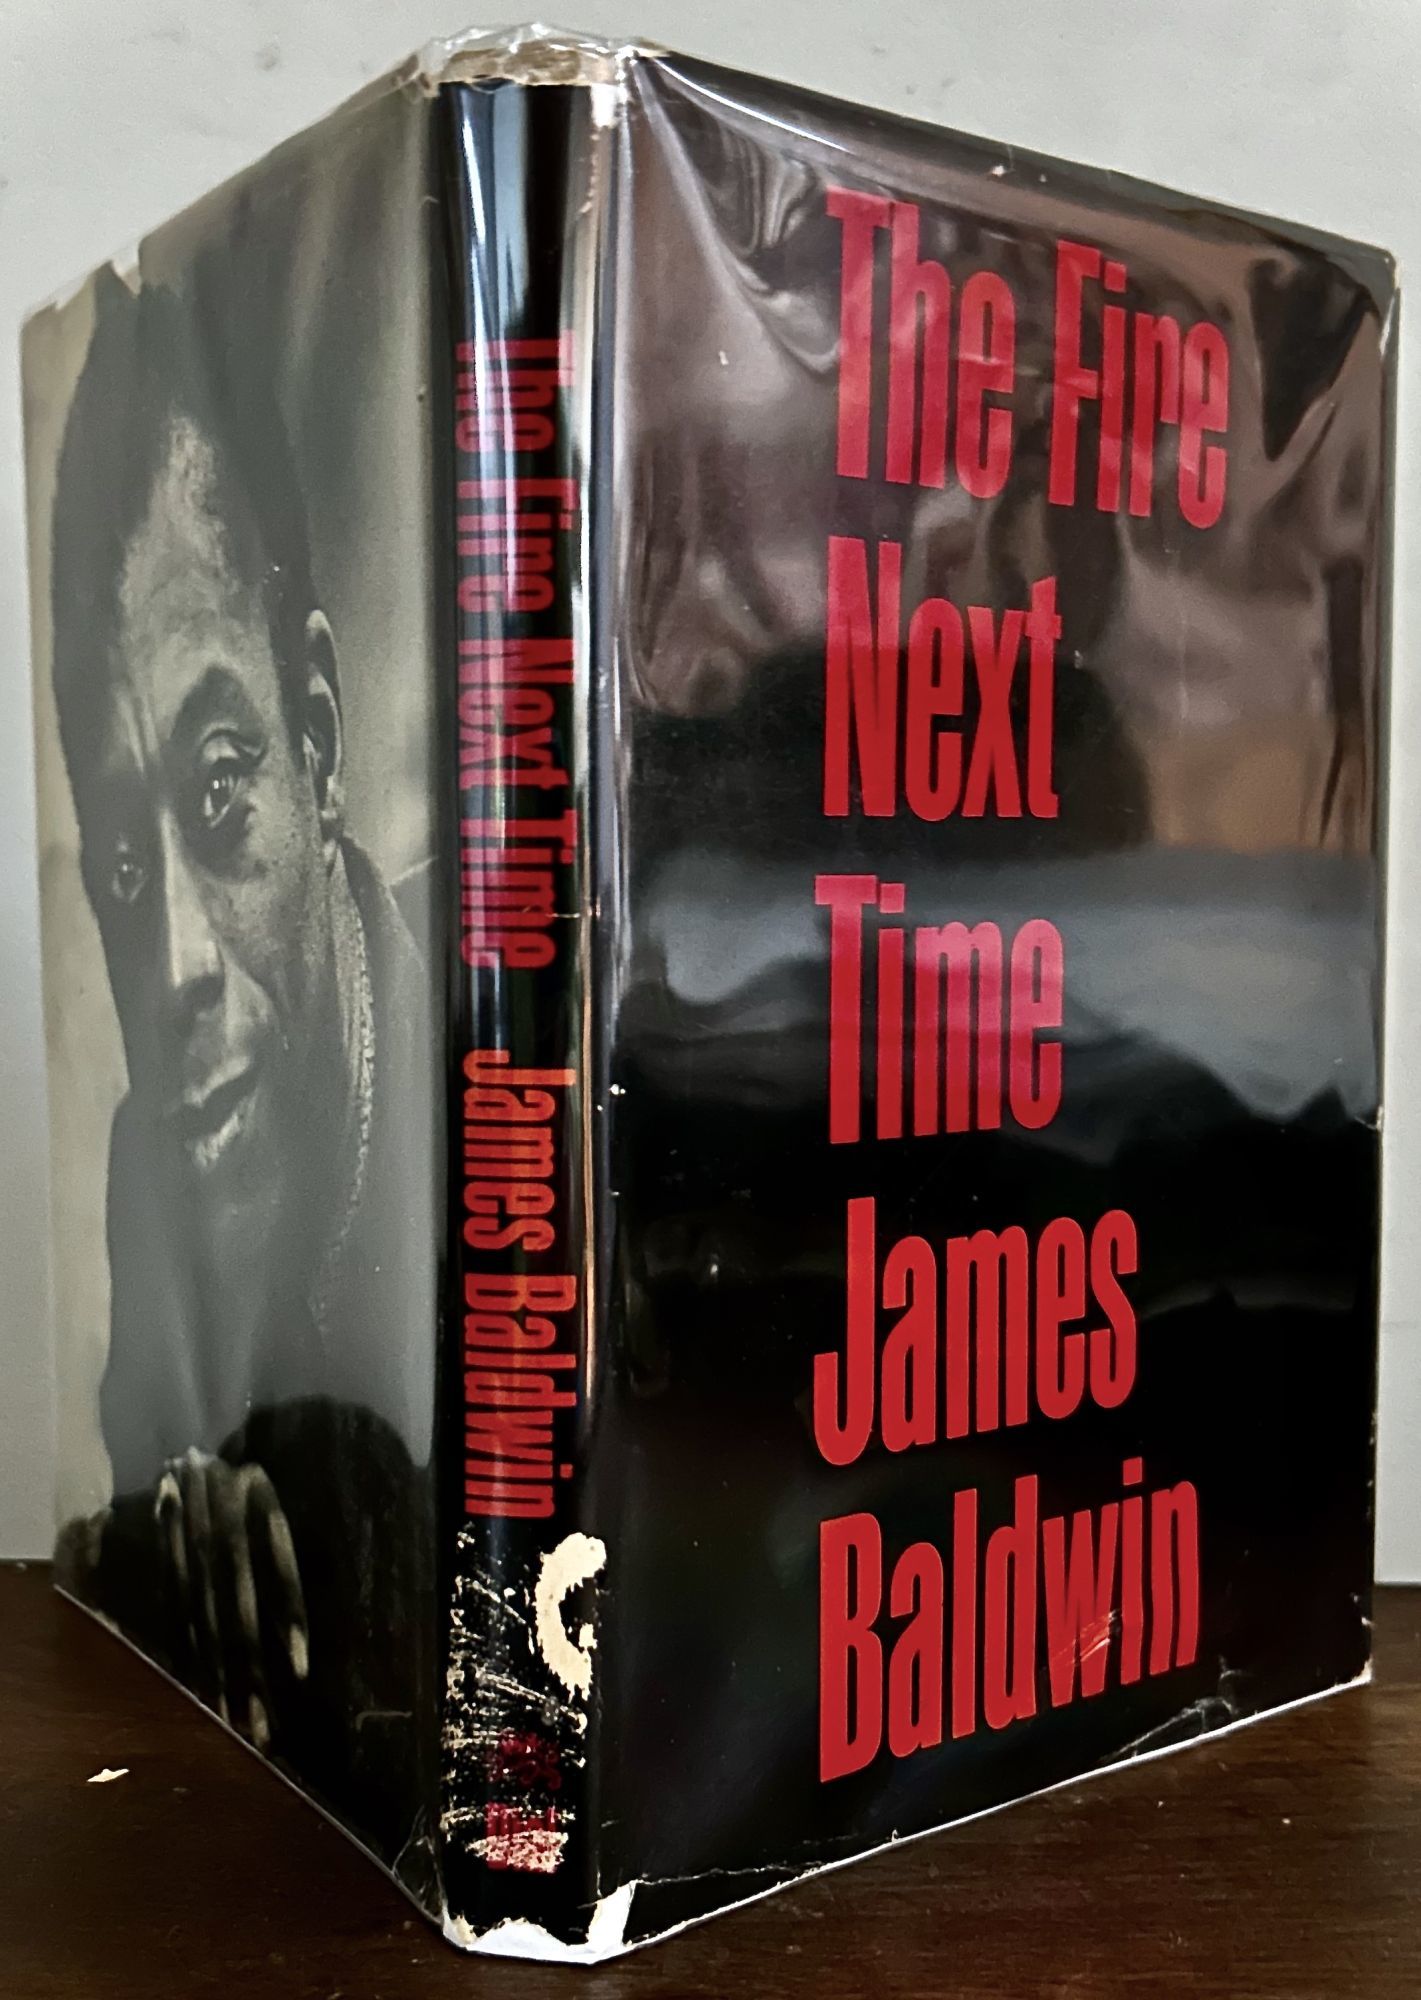 The Fire Next Time James Baldwin
The Fire
Next
Time
James
Baldwin